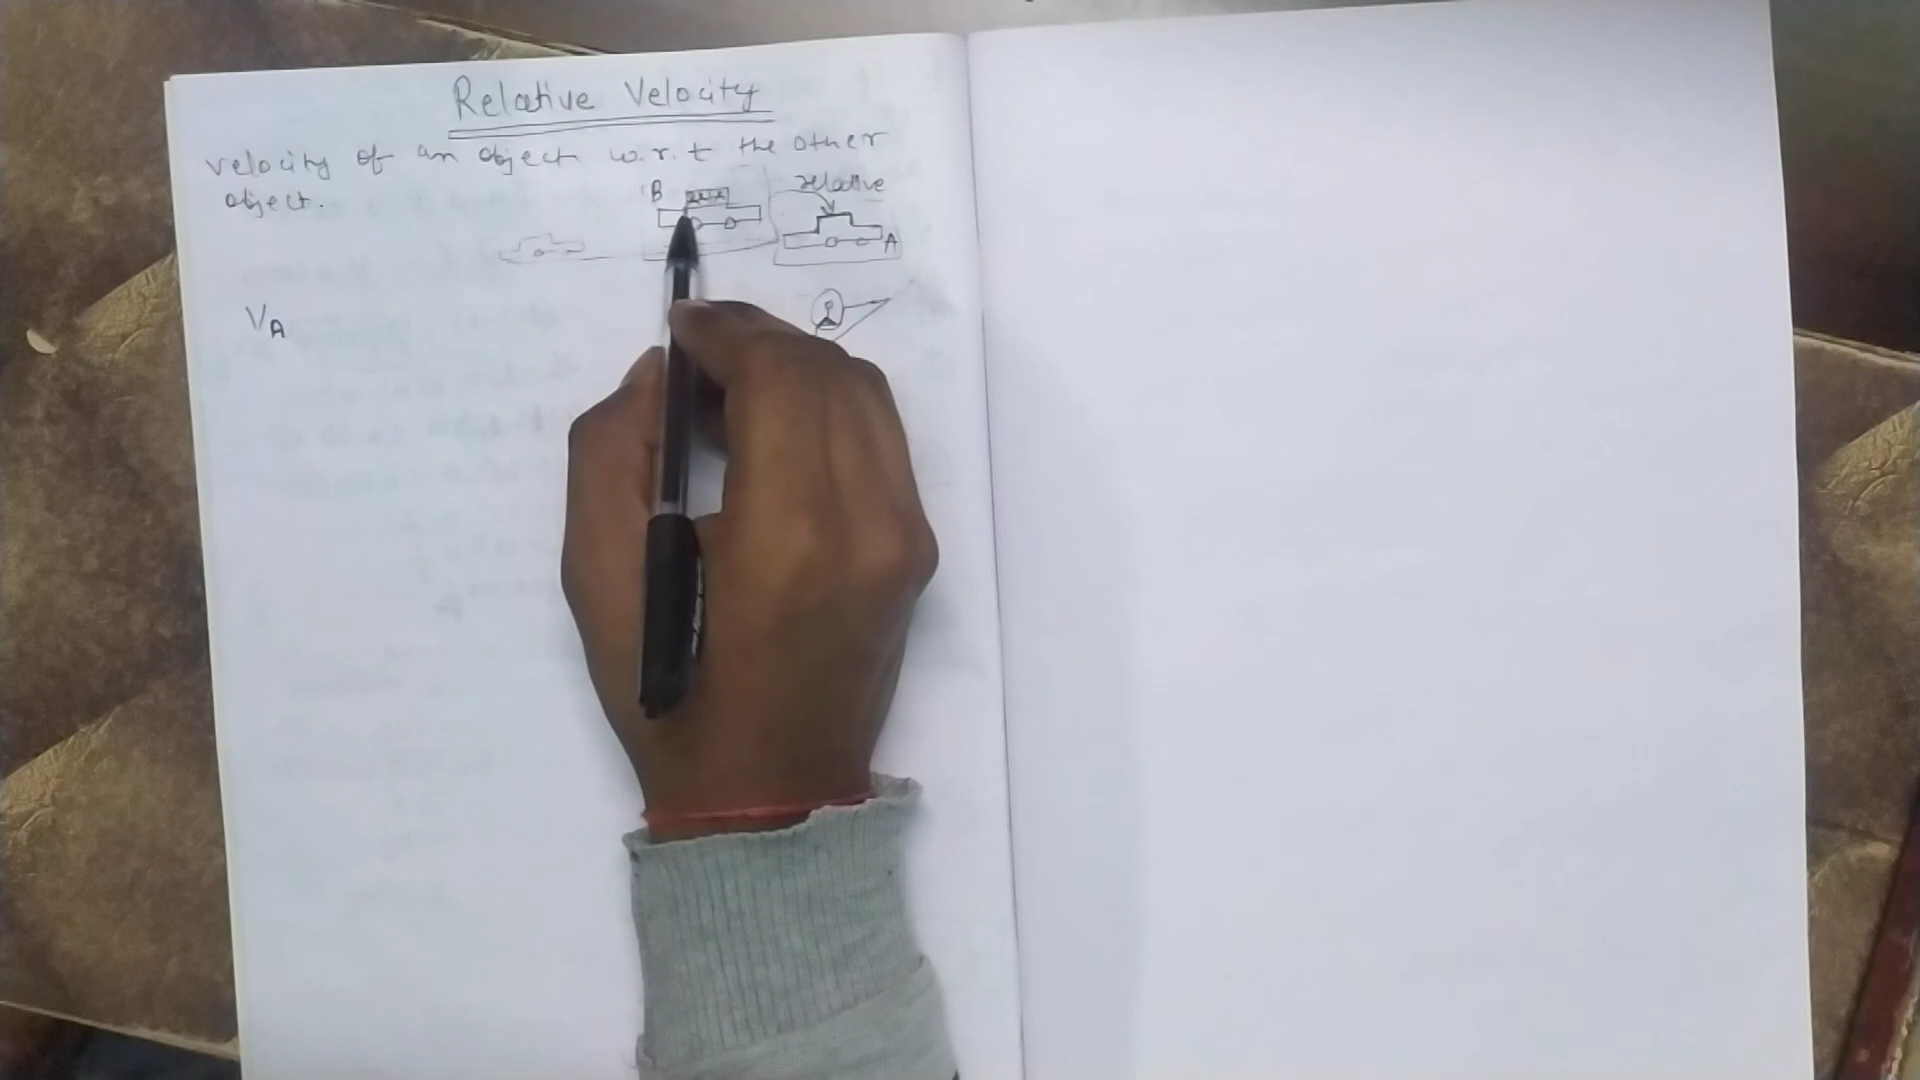 Relative Velocity
velocity of an object w.r.t the other
object.
B
relative
A
VA